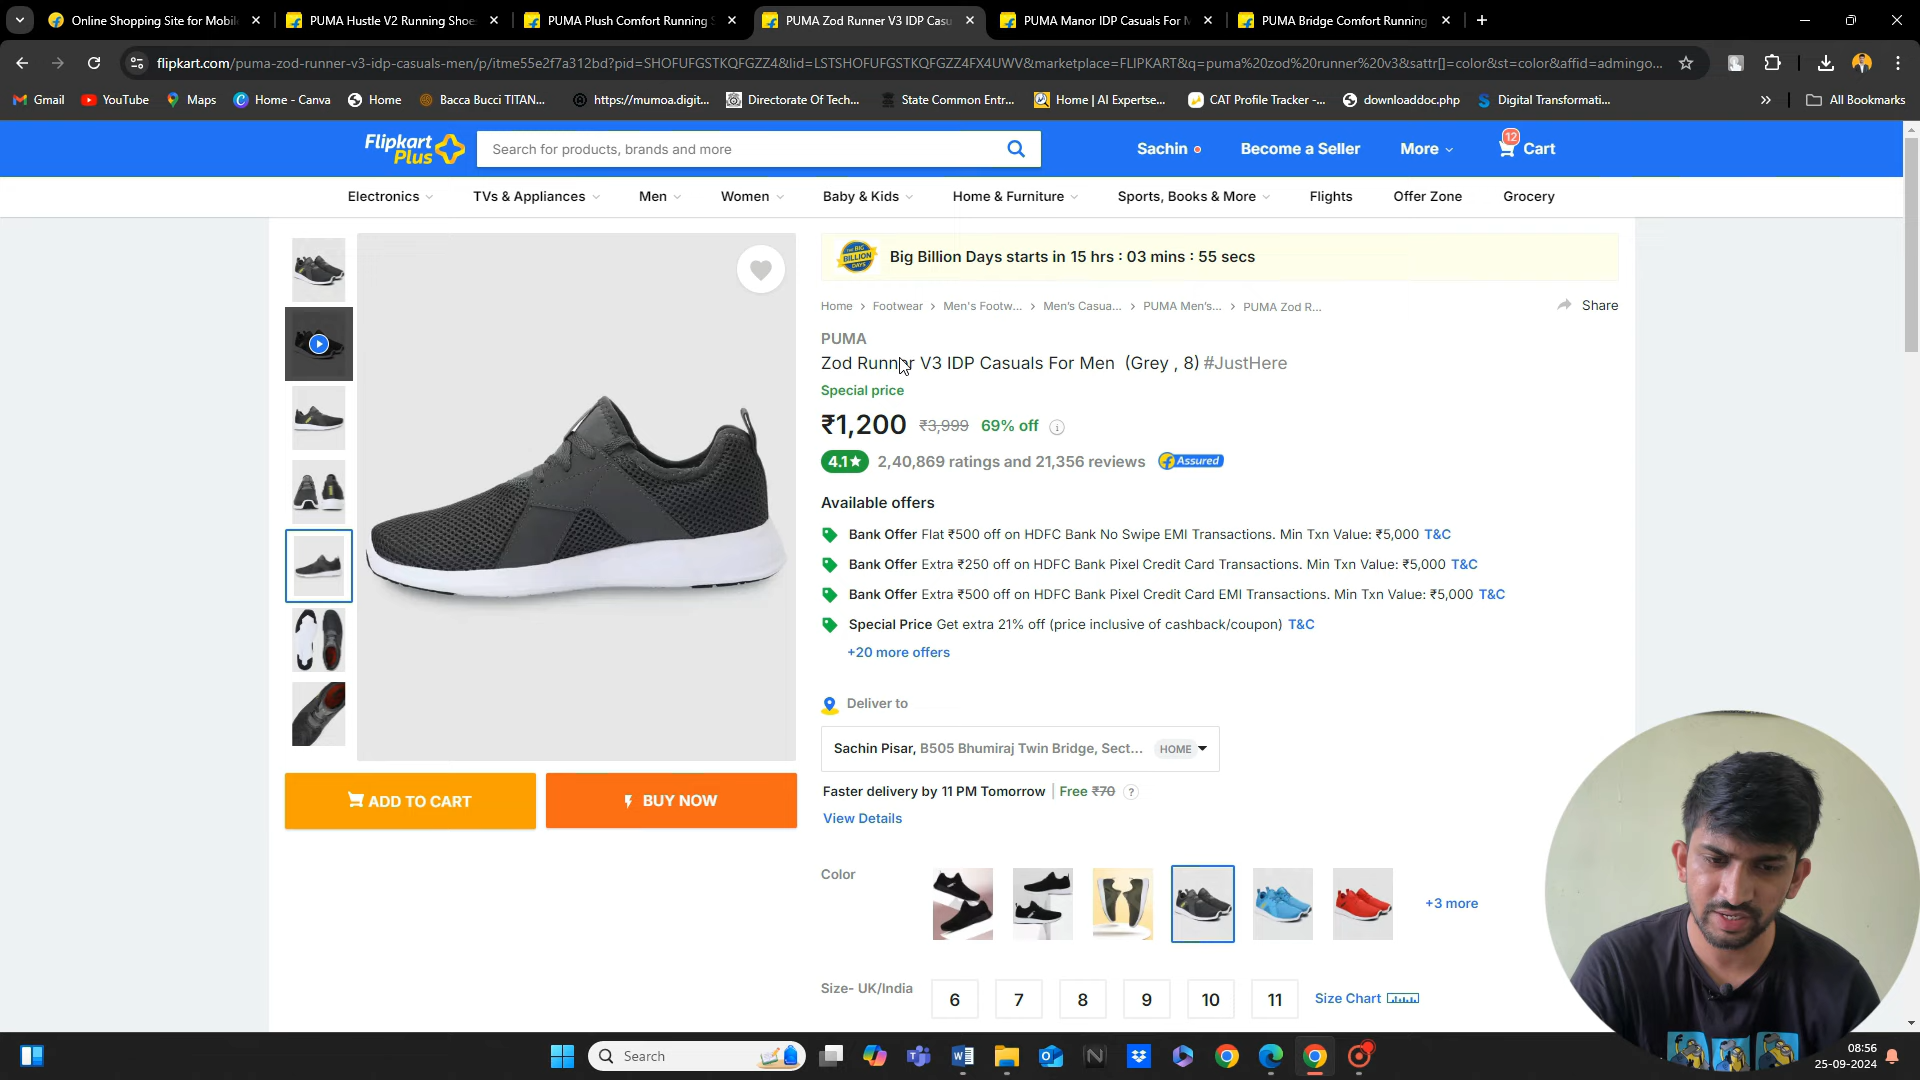 Online Shopping Site for Mobil
PUMA Hustle V2 Running Shoe
PUMA Plush Comfort Running S
PUMA Zod Runner V3 IDP Casu
PUMA Manor IDP Casuals For M
PUMA Bridge Comfort Running
flipkart.com/puma-zod-runner-v3-idp-casuals-men/p/itme55e2f7a312bd?pid=SHOFUFGSTKQFGZZ4&lid=LSTSHOFUFGSTKQFGZZ4FX4UWV&marketplace=FLIPKART&q=puma%20zod%20runner%20v3&sattr[]=color&st=color&affid=admingo...
Gmail YouTube Maps Home - Canva Home Bacca Bucci TITAN... https://mumoa.digit... Directorate Of Tech... State Common Entr... Home | AI Expertse... CAT Profile Tracker -... downloaddoc.php Digital Transformati... » All Bookmarks
Flipkart
Plus
Search for products, brands and more
Sachin Become a Seller More 12 Cart
Electronics TVs & Appliances Men Women Baby & Kids Home & Furniture Sports, Books & More Flights Offer Zone Grocery
THE BIG BILLION DAYS
Big Billion Days starts in 15 hrs : 03 mins : 55 secs
Home > Footwear > Men's Footw... > Men's Casua... > PUMA Men's... > PUMA Zod R...
Share
PUMA
Zod Runner V3 IDP Casuals For Men (Grey , 8) #JustHere
Special price
₹1,200 ₹3,999 69% off
4.1★ 2,40,869 ratings and 21,356 reviews Assured
Available offers
Bank Offer Flat ₹500 off on HDFC Bank No Swipe EMI Transactions. Min Txn Value: ₹5,000 T&C
Bank Offer Extra ₹250 off on HDFC Bank Pixel Credit Card Transactions. Min Txn Value: ₹5,000 T&C
Bank Offer Extra ₹500 off on HDFC Bank Pixel Credit Card EMI Transactions. Min Txn Value: ₹5,000 T&C
Special Price Get extra 21% off (price inclusive of cashback/coupon) T&C
+20 more offers
Deliver to
Sachin Pisar, B505 Bhumiraj Twin Bridge, Sect... HOME
Faster delivery by 11 PM Tomorrow | Free ₹70 ?
View Details
ADD TO CART
BUY NOW
Color
+3 more
Size- UK/India
6 7 8 9 10 11 Size Chart
Search
08:56
25-09-2024